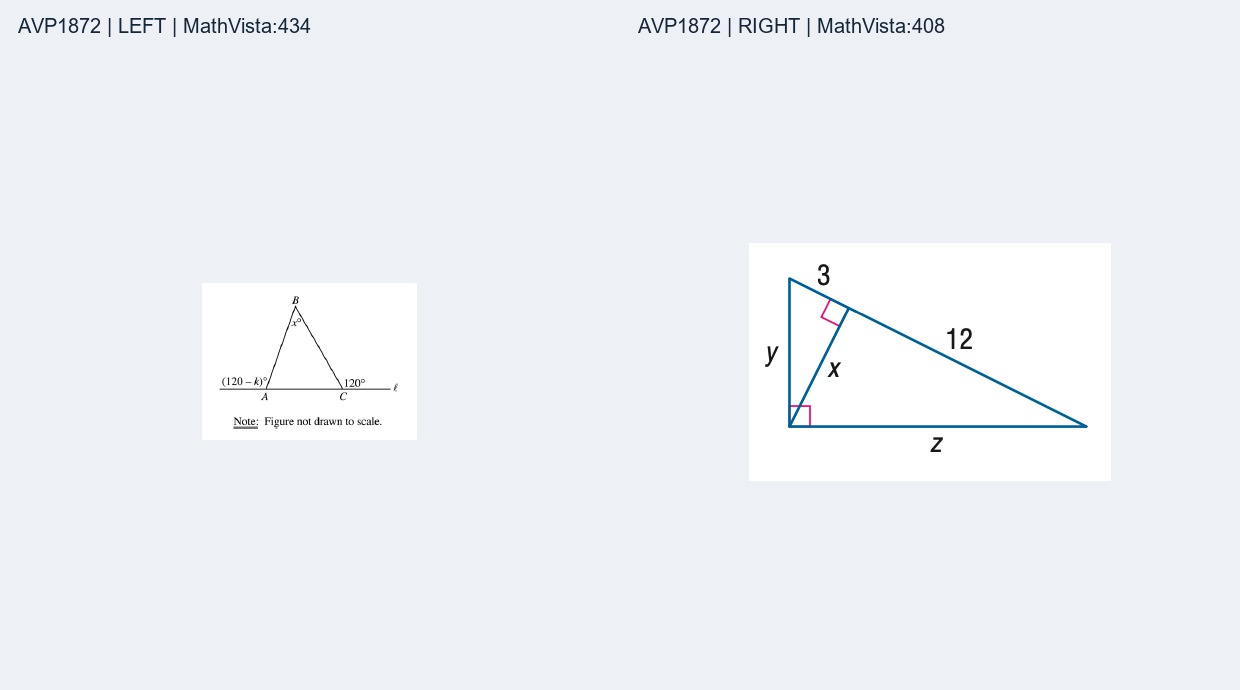 AVP1872 | LEFT | MathVista:434
B
x°
(120 – k)°
120°
ℓ
A
C
Note: Figure not drawn to scale.
AVP1872 | RIGHT | MathVista:408
3
12
y
x
z